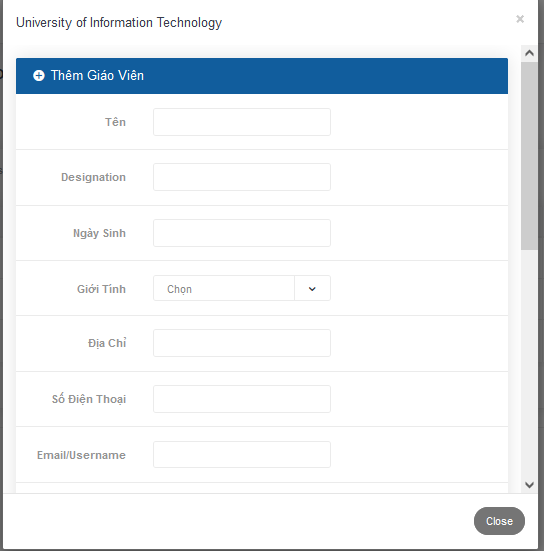 University of Information Technology
×
Thêm Giáo Viên
Tên
Designation
Ngày Sinh
Giới Tính
Chọn
Địa Chỉ
Số Điện Thoại
Email/Username
Close